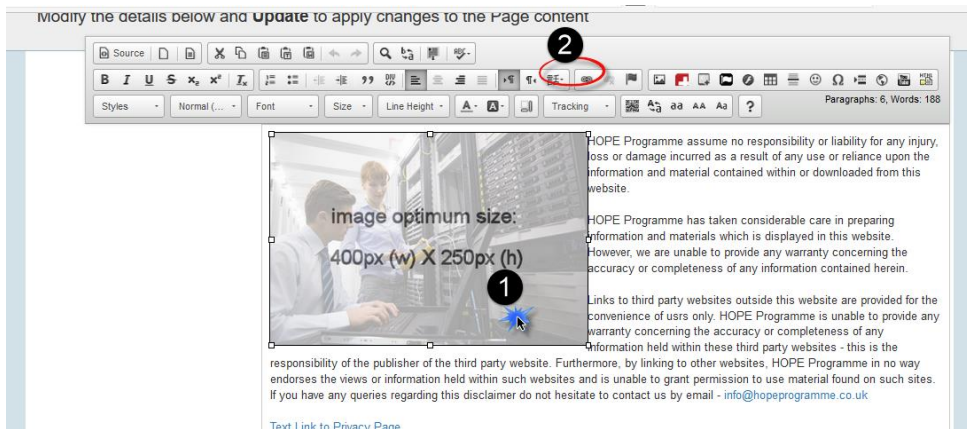 Modify the details below and Update to apply changes to the Page content
2
Source
B I U S x₂ x² Iₓ
Styles Normal (... Font Size Line Height A A Tracking aa AA Aa ? Paragraphs: 6, Words: 188
HOPE Programme assume no responsibility or liability for any injury,
loss or damage incurred as a result of any use or reliance upon the
information and material contained within or downloaded from this
website.
image optimum size:
400px (w) X 250px (h)
1
HOPE Programme has taken considerable care in preparing
information and materials which is displayed in this website.
However, we are unable to provide any warranty concerning the
accuracy or completeness of any information contained herein.
Links to third party websites outside this website are provided for the
convenience of usrs only. HOPE Programme is unable to provide any
warranty concerning the accuracy or completeness of any
information held within these third party websites - this is the
responsibility of the publisher of the third party website. Furthermore, by linking to other websites, HOPE Programme in no way
endorses the views or information held within such websites and is unable to grant permission to use material found on such sites.
If you have any queries regarding this disclaimer do not hesitate to contact us by email - info@hopeprogramme.co.uk
Text Link to Privacy Page